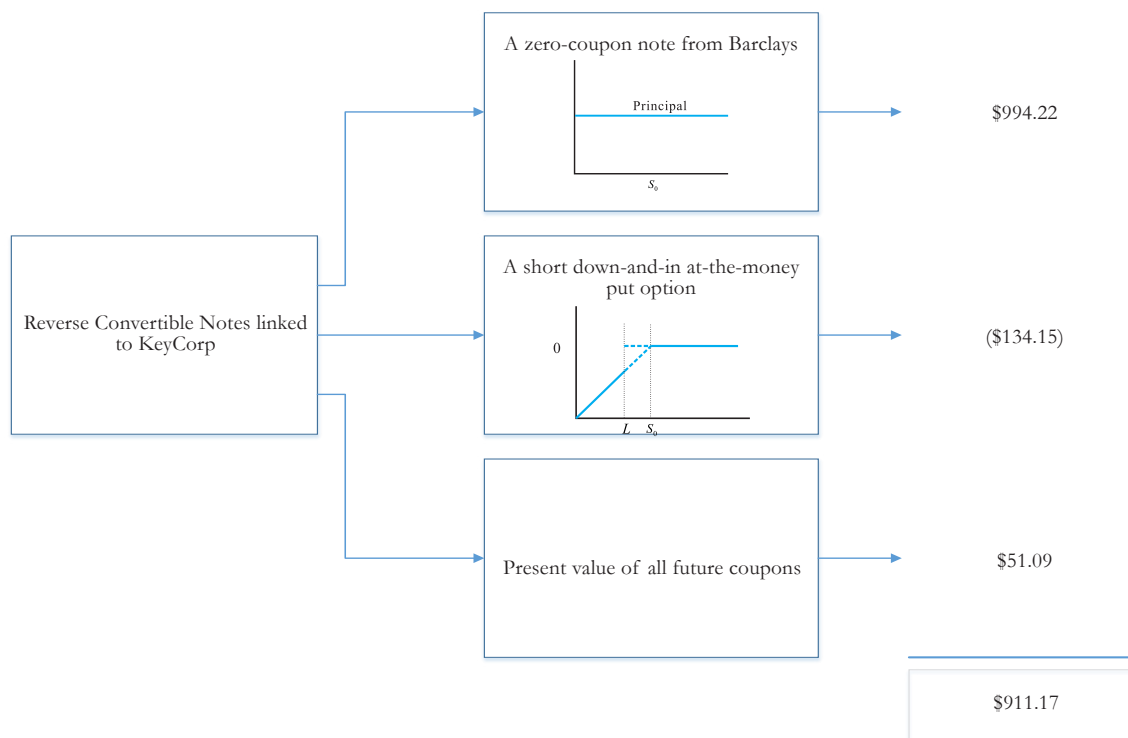 A zero-coupon note from Barclays
Principal
S₀
$994.22
Reverse Convertible Notes linked
to KeyCorp
A short down-and-in at-the-money
put option
0
L S₀
($134.15)
Present value of all future coupons
$51.09
$911.17